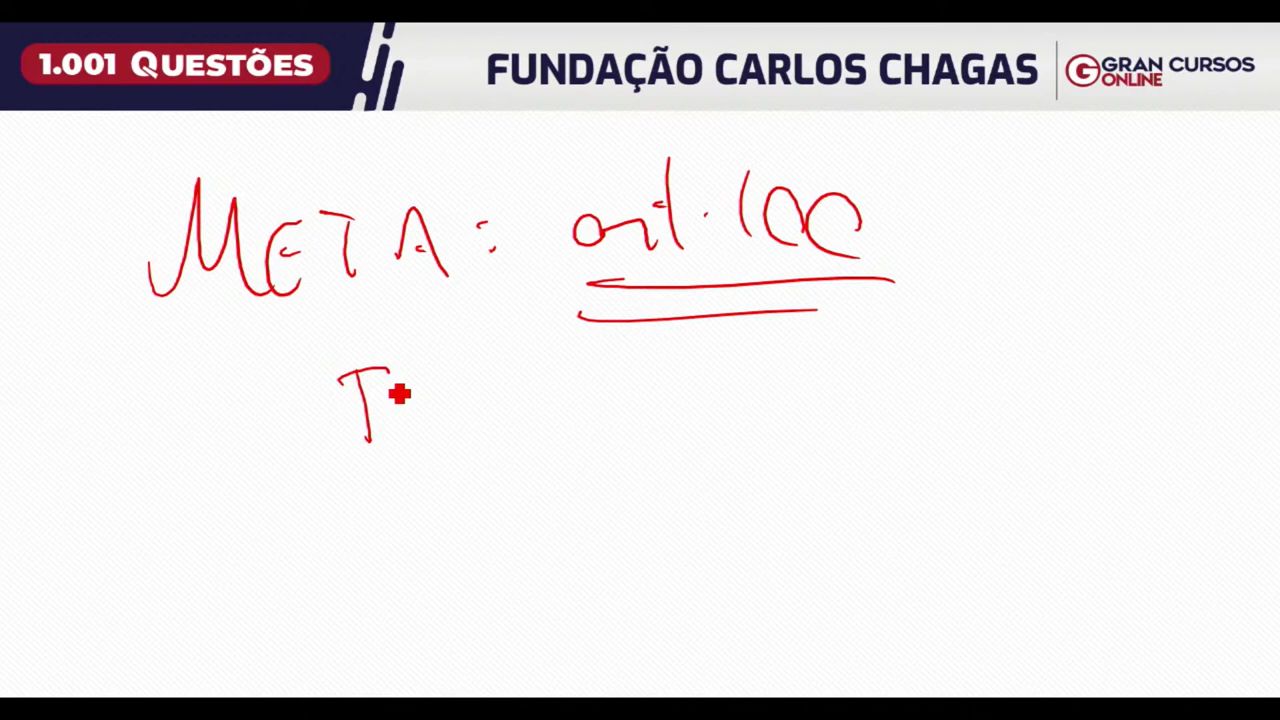 1.001 QUESTÕES
FUNDAÇÃO CARLOS CHAGAS
GRAN CURSOS
ONLINE
META: art. 100
T